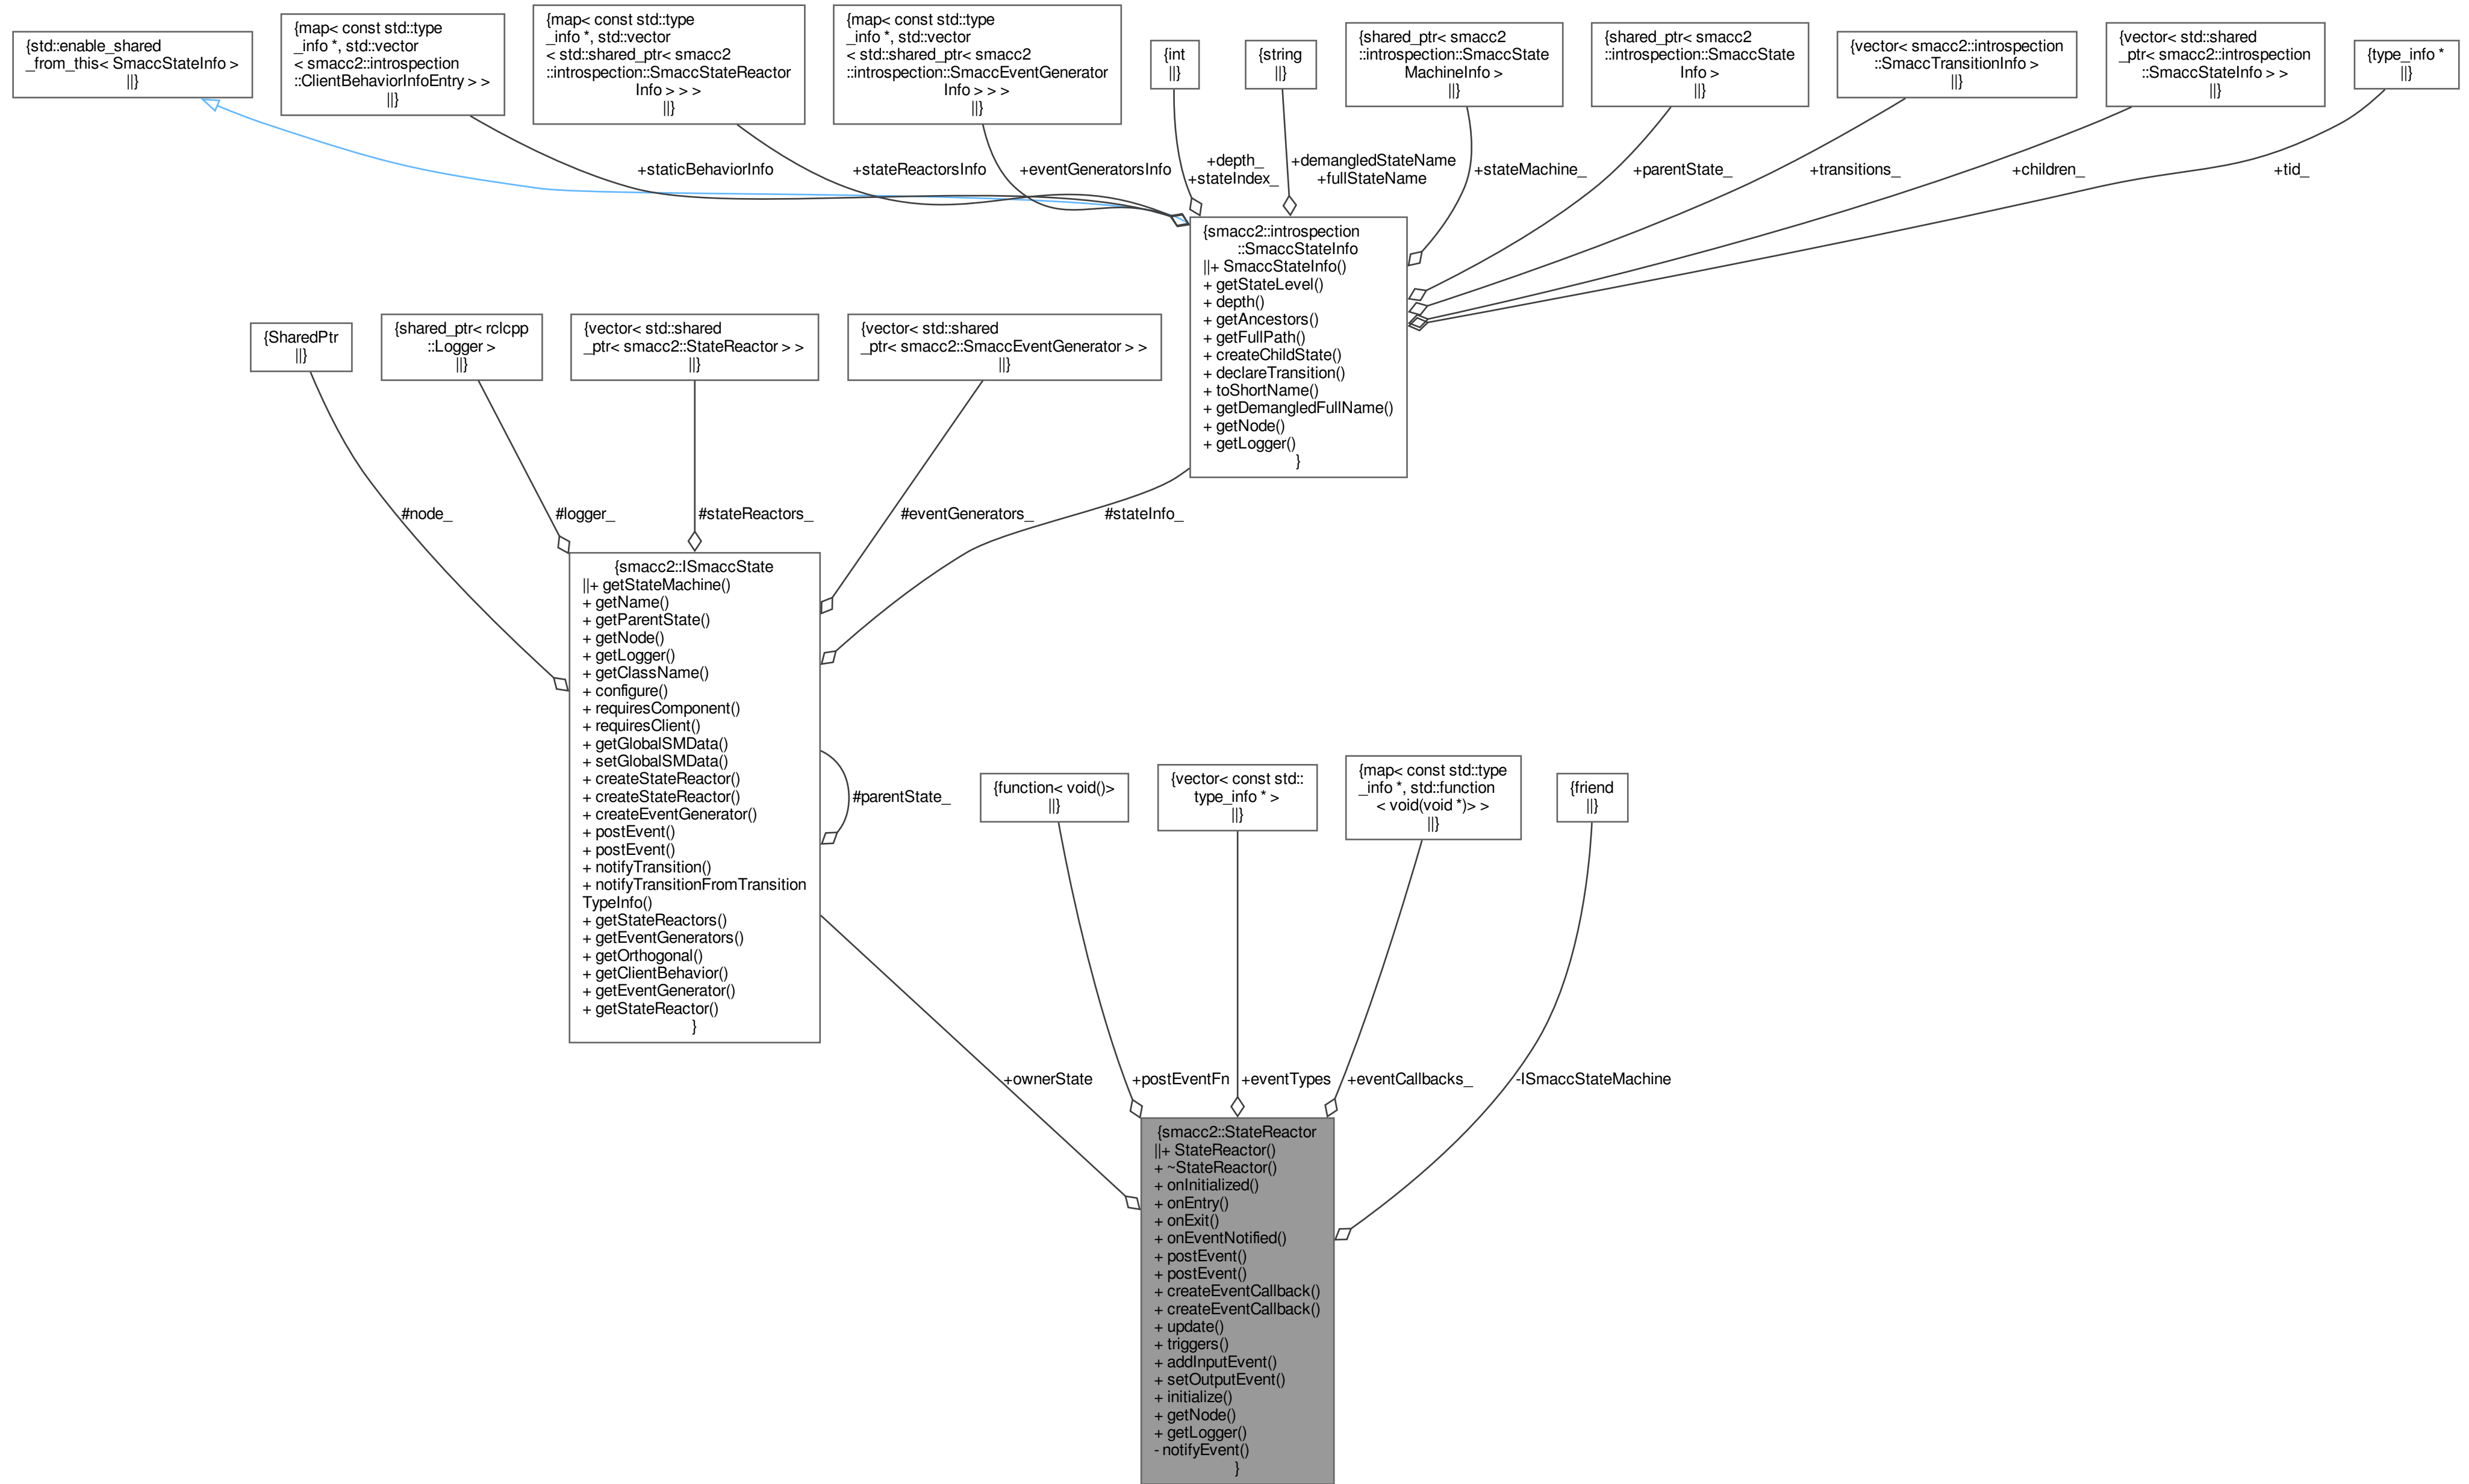 {std::enable_shared
_from_this< SmaccStateInfo >
||}
{map< const std::type
_info *, std::vector
< smacc2::introspection
::ClientBehaviorInfoEntry > >
||}
{map< const std::type
_info *, std::vector
< std::shared_ptr< smacc2
::introspection::SmaccStateReactor
Info > > >
||}
{map< const std::type
_info *, std::vector
< std::shared_ptr< smacc2
::introspection::SmaccEventGenerator
Info > > >
||}
{int
||}
{string
||}
{shared_ptr< smacc2
::introspection::SmaccState
MachineInfo >
||}
{shared_ptr< smacc2
::introspection::SmaccState
Info >
||}
{vector< smacc2::introspection
::SmaccTransitionInfo >
||}
{vector< std::shared
_ptr< smacc2::introspection
::SmaccStateInfo > >
||}
{type_info *
||}
+staticBehaviorInfo
+stateReactorsInfo
+eventGeneratorsInfo
+depth_
+stateIndex_
+demangledStateName
+fullStateName
+stateMachine_
+parentState_
+transitions_
+children_
+tid_
{smacc2::introspection
::SmaccStateInfo
||+ SmaccStateInfo()
+ getStateLevel()
+ depth()
+ getAncestors()
+ getFullPath()
+ createChildState()
+ declareTransition()
+ toShortName()
+ getDemangledFullName()
+ getNode()
+ getLogger()
}
{SharedPtr
||}
{shared_ptr< rclcpp
::Logger >
||}
{vector< std::shared
_ptr< smacc2::StateReactor > >
||}
{vector< std::shared
_ptr< smacc2::SmaccEventGenerator > >
||}
#node_
#logger_
#stateReactors_
#eventGenerators_
#stateInfo_
{smacc2::ISmaccState
||+ getStateMachine()
+ getName()
+ getParentState()
+ getNode()
+ getLogger()
+ getClassName()
+ configure()
+ requiresComponent()
+ requiresClient()
+ getGlobalSMData()
+ setGlobalSMData()
+ createStateReactor()
+ createStateReactor()
+ createEventGenerator()
+ postEvent()
+ postEvent()
+ notifyTransition()
+ notifyTransitionFromTransition
TypeInfo()
+ getStateReactors()
+ getEventGenerators()
+ getOrthogonal()
+ getClientBehavior()
+ getEventGenerator()
+ getStateReactor()
}
#parentState_
{function< void()>
||}
{vector< const std::
type_info * >
||}
{map< const std::type
_info *, std::function
< void(void *)> >
||}
{friend
||}
+ownerState
+postEventFn
+eventTypes
+eventCallbacks_
-ISmaccStateMachine
{smacc2::StateReactor
||+ StateReactor()
+ ~StateReactor()
+ onInitialized()
+ onEntry()
+ onExit()
+ onEventNotified()
+ postEvent()
+ postEvent()
+ createEventCallback()
+ createEventCallback()
+ update()
+ triggers()
+ addInputEvent()
+ setOutputEvent()
+ initialize()
+ getNode()
+ getLogger()
- notifyEvent()
}